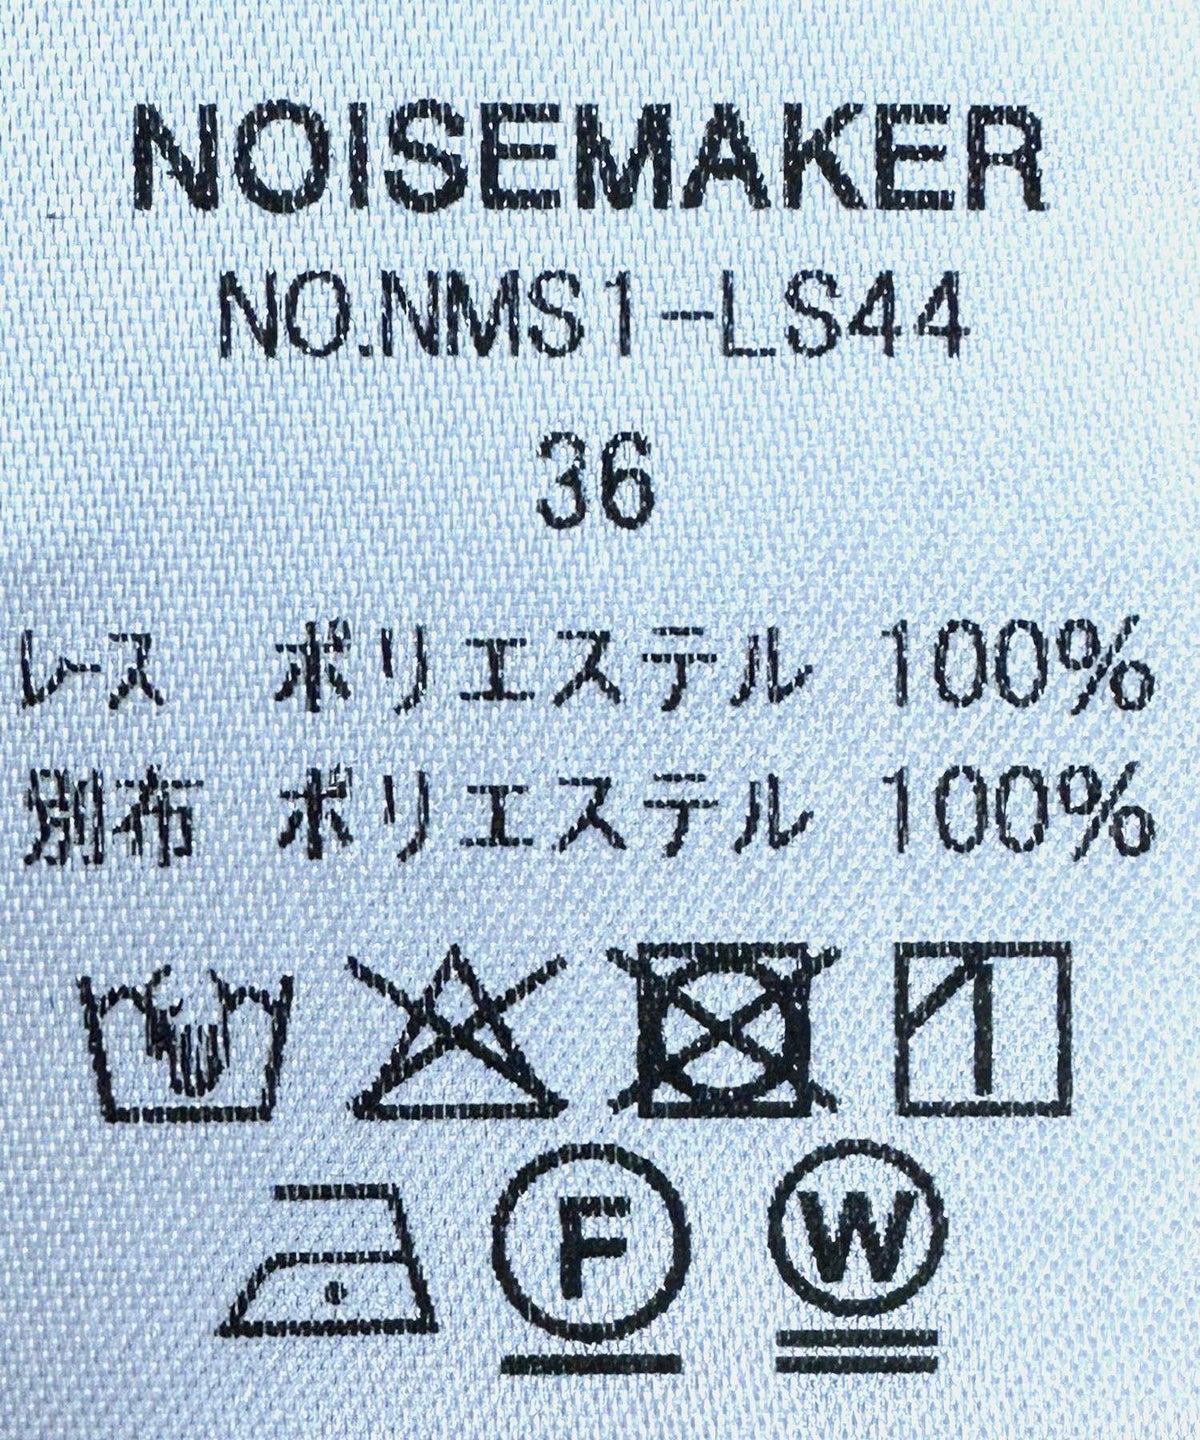 NOISEMAKER
NO.NMS1-LS44
36
レース ポリエステル 100%
別布 ポリエステル 100%
F W